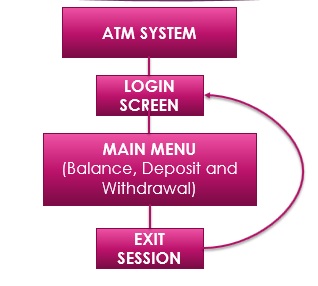 ATM SYSTEM
LOGIN
SCREEN
MAIN MENU
(Balance, Deposit and
Withdrawal)
EXIT
SESSION